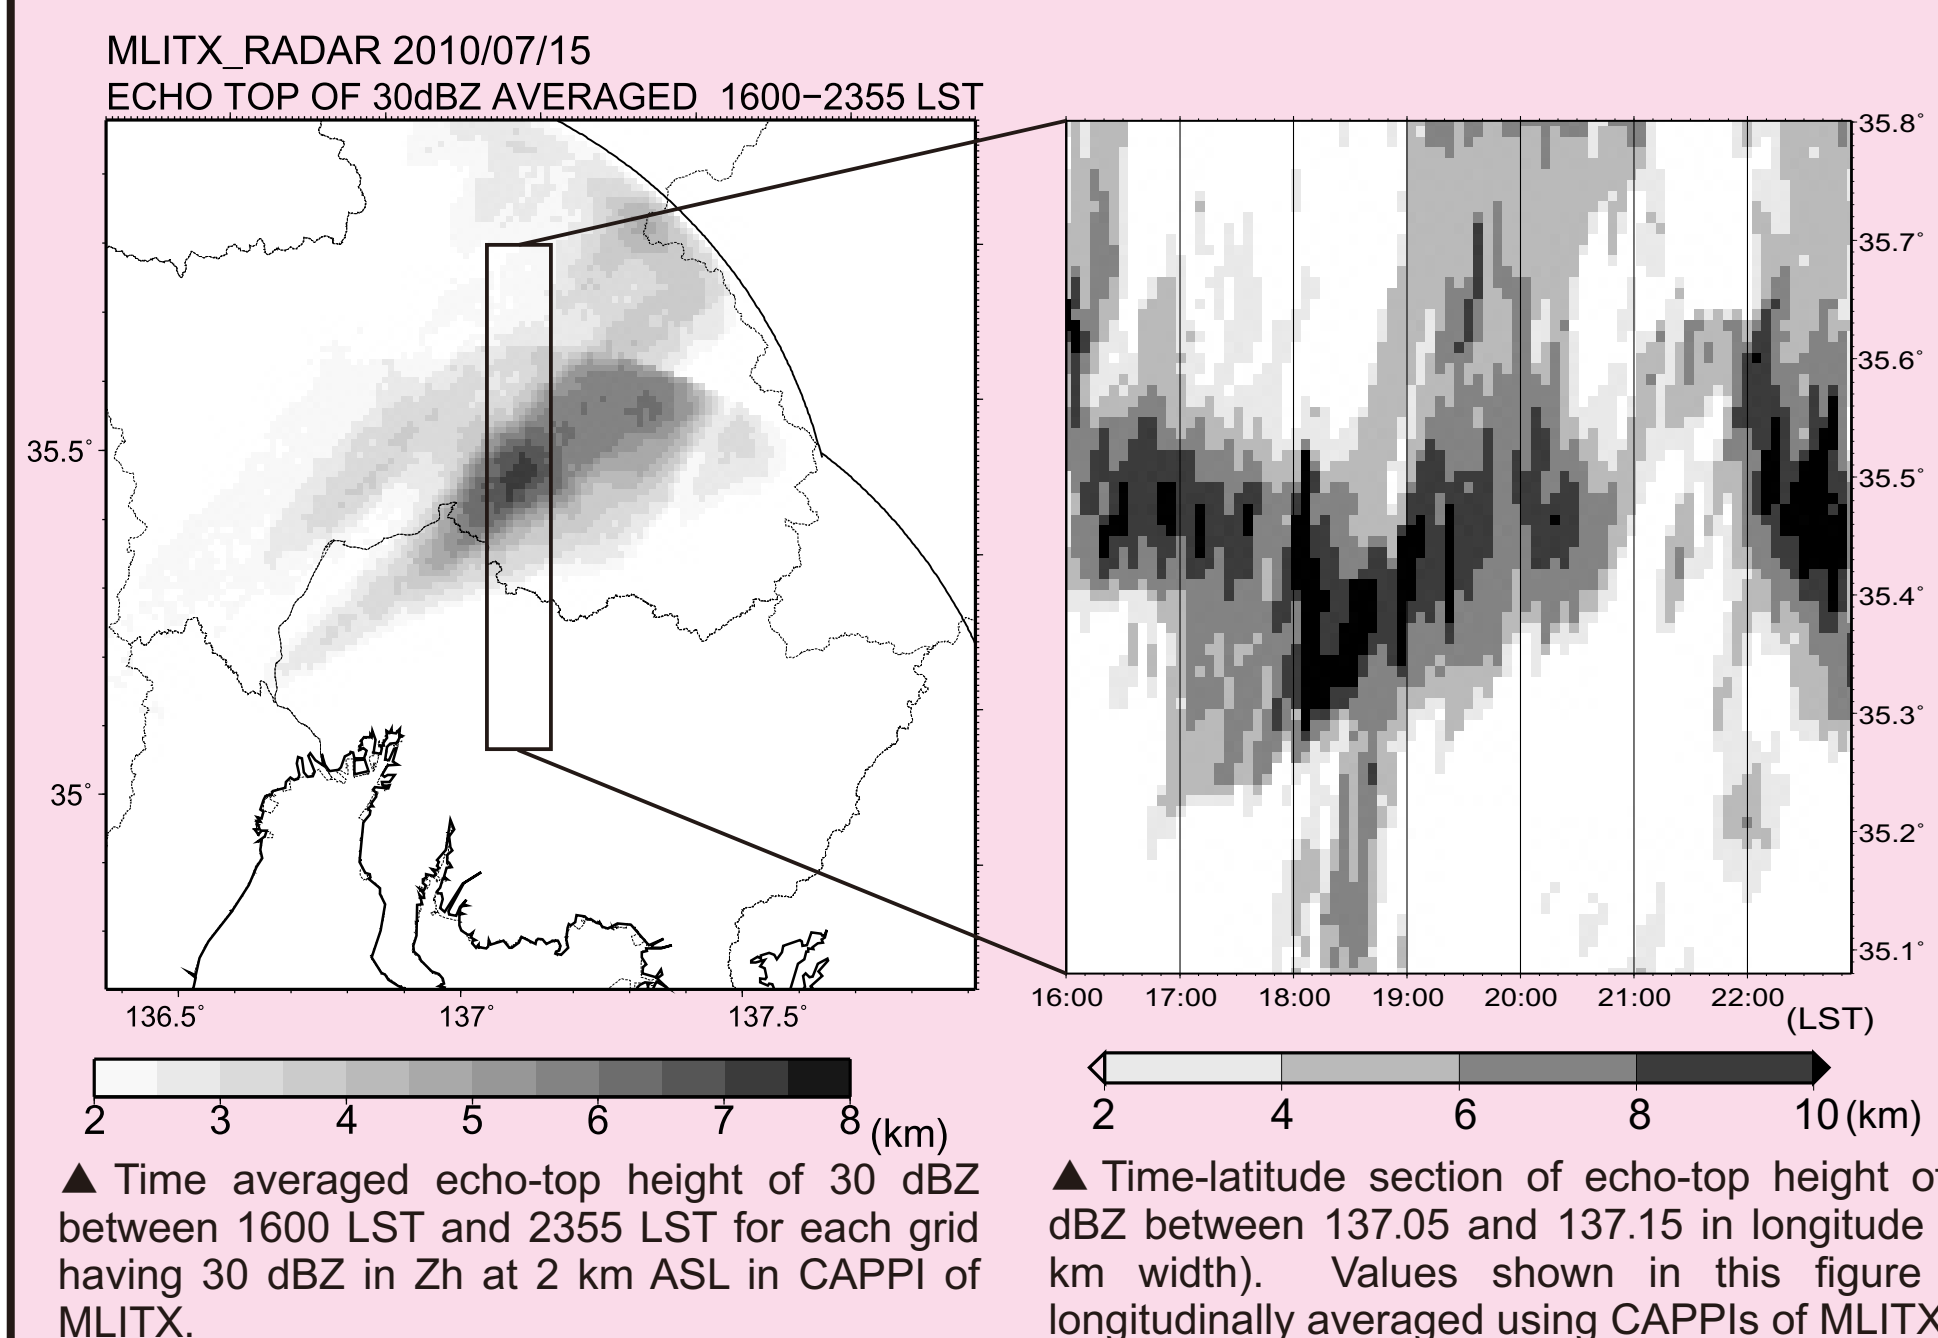 MLITX_RADAR 2010/07/15
ECHO TOP OF 30dBZ AVERAGED 1600−2355 LST
35.5°
35°
136.5°
137°
137.5°
2 3 4 5 6 7 8 (km)
▲ Time averaged echo-top height of 30 dBZ
between 1600 LST and 2355 LST for each grid
having 30 dBZ in Zh at 2 km ASL in CAPPI of
MLITX.
35.8°
35.7°
35.6°
35.5°
35.4°
35.3°
35.2°
35.1°
16:00 17:00 18:00 19:00 20:00 21:00 22:00
(LST)
2 4 6 8 10 (km)
▲ Time-latitude section of echo-top height of
dBZ between 137.05 and 137.15 in longitude
km width). Values shown in this figure
longitudinally averaged using CAPPIs of MLITX